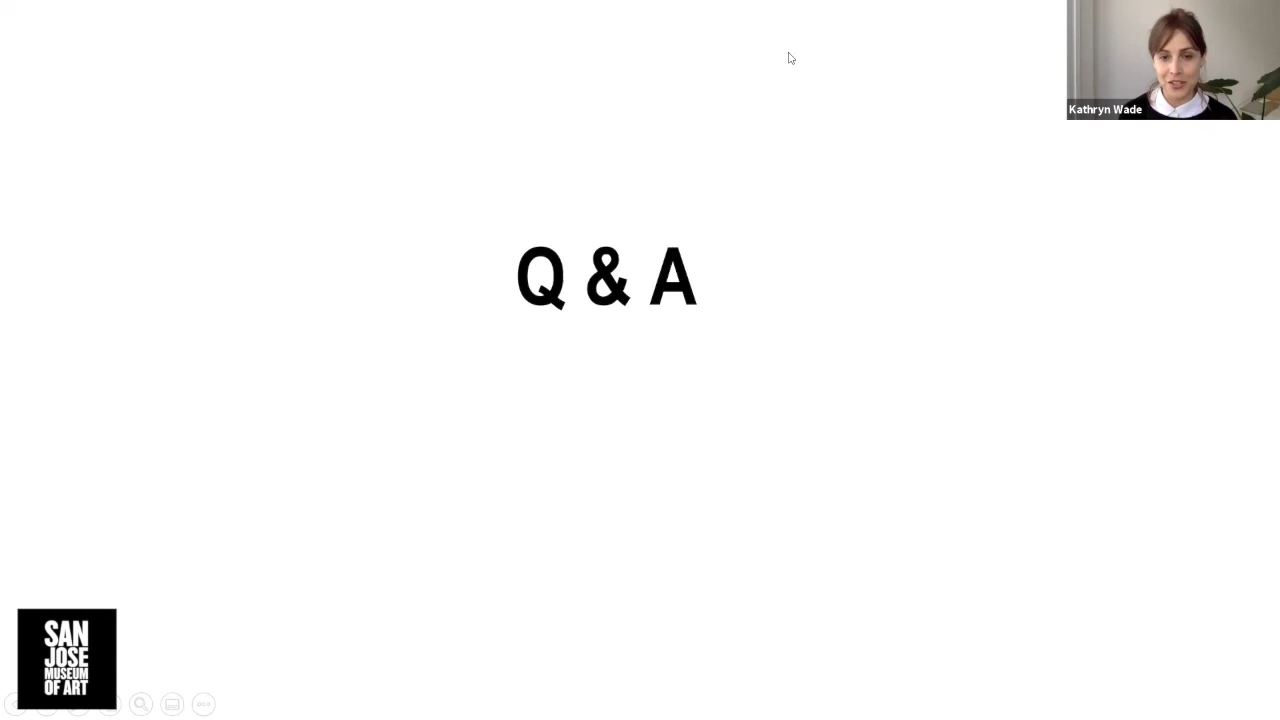 Kathryn Wade
Q & A
SAN
JOSE
MUSEUM
OF ART